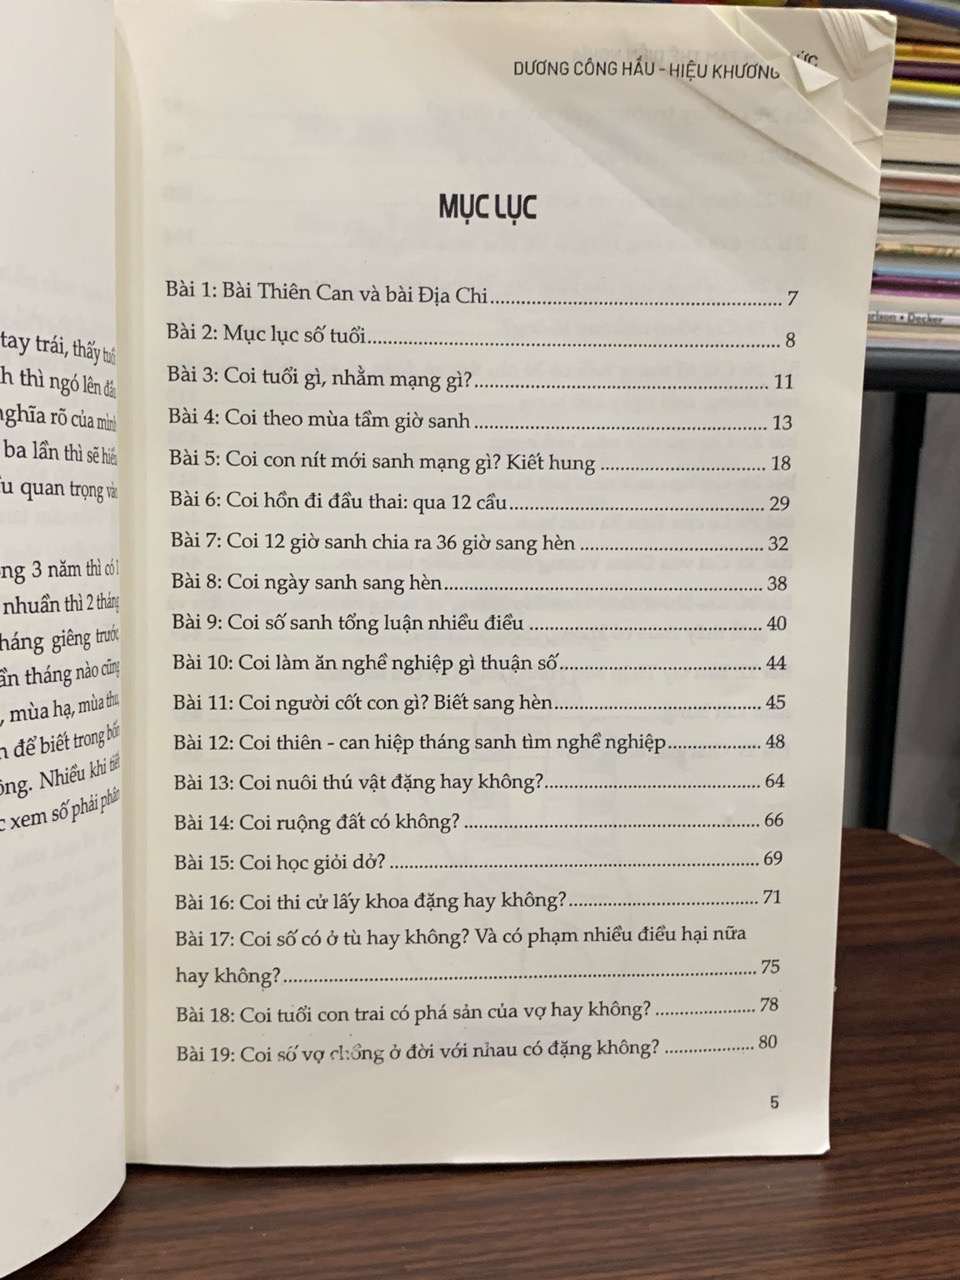 DƯƠNG CÔNG HẦU - HIỆU KHƯƠNG
MỤC LỤC
Bài 1: Bài Thiên Can và bài Địa Chi.................... 7
Bài 2: Mục lục số tuổi.................... 8
Bài 3: Coi tuổi gì, nhằm mạng gì?.................... 11
Bài 4: Coi theo mùa tầm giờ sanh.................... 13
Bài 5: Coi con nít mới sanh mạng gì? Kiết hung.................... 18
Bài 6: Coi hồn đi đầu thai: qua 12 cầu.................... 29
Bài 7: Coi 12 giờ sanh chia ra 36 giờ sang hèn.................... 32
Bài 8: Coi ngày sanh sang hèn.................... 38
Bài 9: Coi số sanh tổng luận nhiều điều.................... 40
Bài 10: Coi làm ăn nghề nghiệp gì thuận số.................... 44
Bài 11: Coi người cốt con gì? Biết sang hèn.................... 45
Bài 12: Coi thiên - can hiệp tháng sanh tìm nghề nghiệp.................... 48
Bài 13: Coi nuôi thú vật đặng hay không?.................... 64
Bài 14: Coi ruộng đất có không?.................... 66
Bài 15: Coi học giỏi dở?.................... 69
Bài 16: Coi thi cử lấy khoa đặng hay không?.................... 71
Bài 17: Coi số có ở tù hay không? Và có phạm nhiều điều hại nữa
hay không?.................... 75
Bài 18: Coi tuổi con trai có phá sản của vợ hay không?.................... 78
Bài 19: Coi số vợ chồng ở đời với nhau có đặng không?.................... 80
5
tay trái, thấy tuổi
h thì ngó lên đầu
nghĩa rõ của mình
ba lần thì sẽ hiểu
quan trọng vào
ng 3 năm thì có 1
nhuần thì 2 tháng
háng giêng trước
ần tháng nào cũng
, mùa hạ, mùa thu,
để biết trong bốn
ông. Nhiều khi tiết
c xem số phải phân
Decker